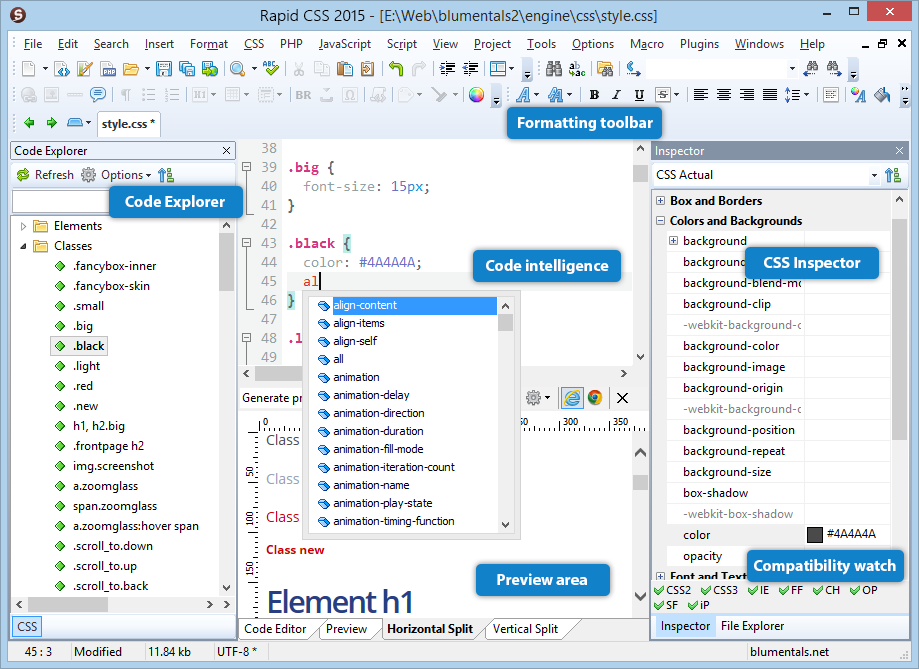 Rapid CSS 2015 - [E:\Web\blumentals2\engine\css\style.css]
File Edit Search Insert Format CSS PHP JavaScript Script View Project Tools Options Macro Plugins Windows Help
BR B I U S
style.css *
Formatting toolbar
Code Explorer
Refresh Options
Code Explorer
Elements
Classes
.fancybox-inner
.fancybox-skin
.small
.big
.black
.light
.red
.new
h1, h2.big
.frontpage h2
img.screenshot
a.zoomglass
span.zoomglass
a.zoomglass:hover span
.scroll_to.down
.scroll_to.up
.scroll_to.back
CSS
38
39 .big {
40 font-size: 15px;
41 }
42
43 .black {
44 color: #4A4A4A;
45 al
46 }
47
48 .l
49
Code intelligence
align-content
align-items
align-self
all
animation
animation-delay
animation-direction
animation-duration
animation-fill-mode
animation-iteration-count
animation-name
animation-play-state
animation-timing-function
Generate pr
0 50 300 350
50
100
150
Class
Class
Class
Class new
Element h1
Preview area
Code Editor Preview Horizontal Split Vertical Split
Inspector
CSS Actual
Box and Borders
Colors and Backgrounds
background
background
CSS Inspector
background-blend-mo
background-clip
-webkit-background-c
background-color
background-image
background-origin
-webkit-background-c
background-position
background-repeat
background-size
box-shadow
-webkit-box-shadow
color #4A4A4A
opacity
Font and Text
Compatibility watch
CSS2 CSS3 IE FF CH OP
SF iP
Inspector File Explorer
45 : 3 Modified 11.84 kb UTF-8 * blumentals.net